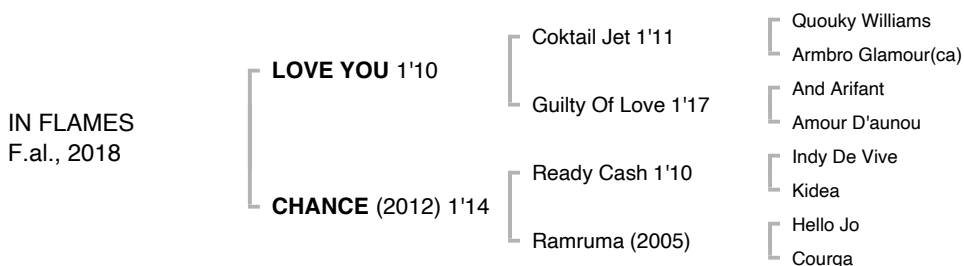 IN FLAMES
F.al., 2018
LOVE YOU 1'10
CHANCE (2012) 1'14
Coktail Jet 1'11
Guilty Of Love 1'17
Ready Cash 1'10
Ramruma (2005)
Quouky Williams
Armbro Glamour(ca)
And Arifant
Amour D'aunou
Indy De Vive
Kidea
Hello Jo
Courga